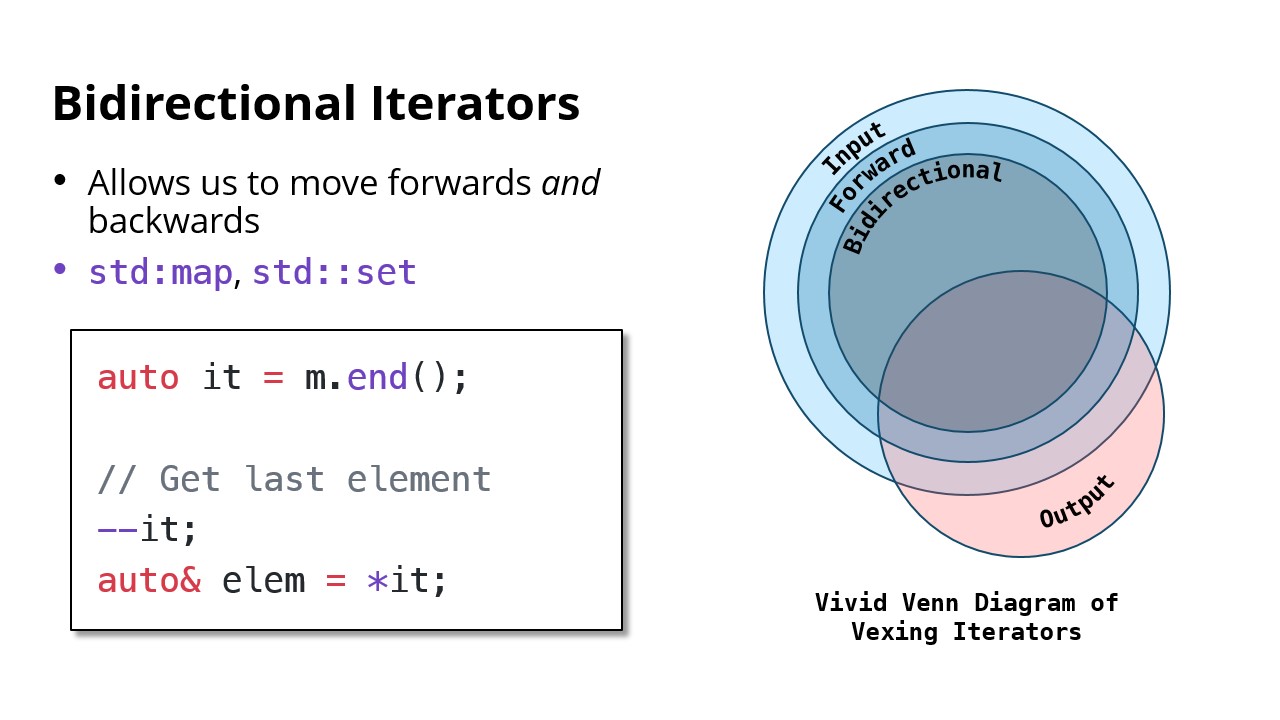 Bidirectional Iterators
• Allows us to move forwards and
backwards
• std:map, std::set
auto it = m.end();
// Get last element
--it;
auto& elem = *it;
Input
Forward
Bidirectional
Output
Vivid Venn Diagram of
Vexing Iterators